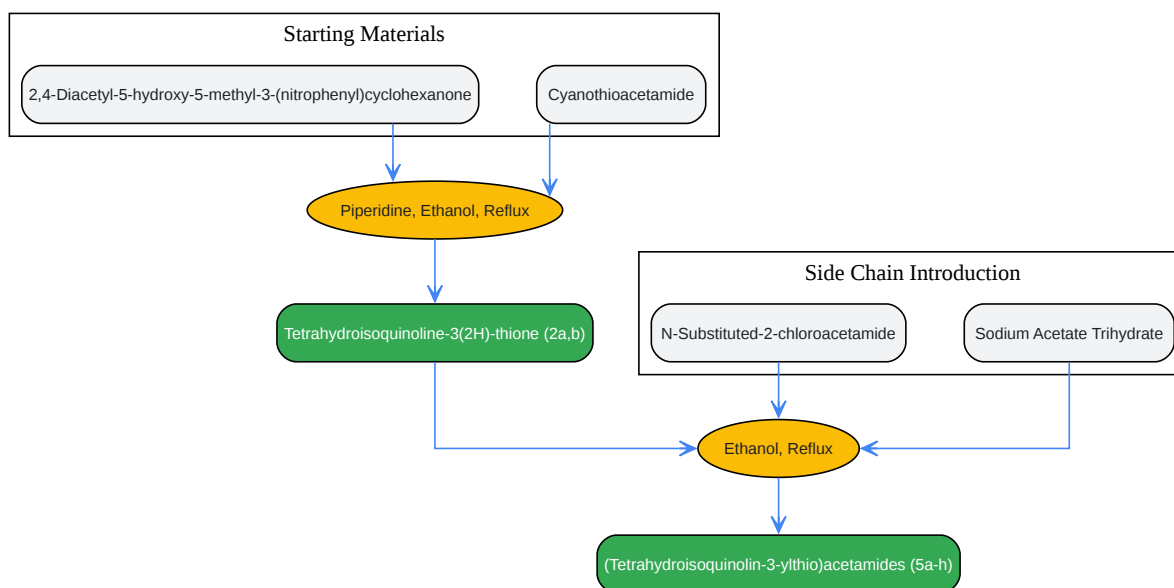 Starting Materials
2,4-Diacetyl-5-hydroxy-5-methyl-3-(nitrophenyl)cyclohexanone
Cyanothioacetamide
Piperidine, Ethanol, Reflux
Side Chain Introduction
Tetrahydroisoquinoline-3(2H)-thione (2a,b)
N-Substituted-2-chloroacetamide
Sodium Acetate Trihydrate
Ethanol, Reflux
(Tetrahydroisoquinolin-3-ylthio)acetamides (5a-h)